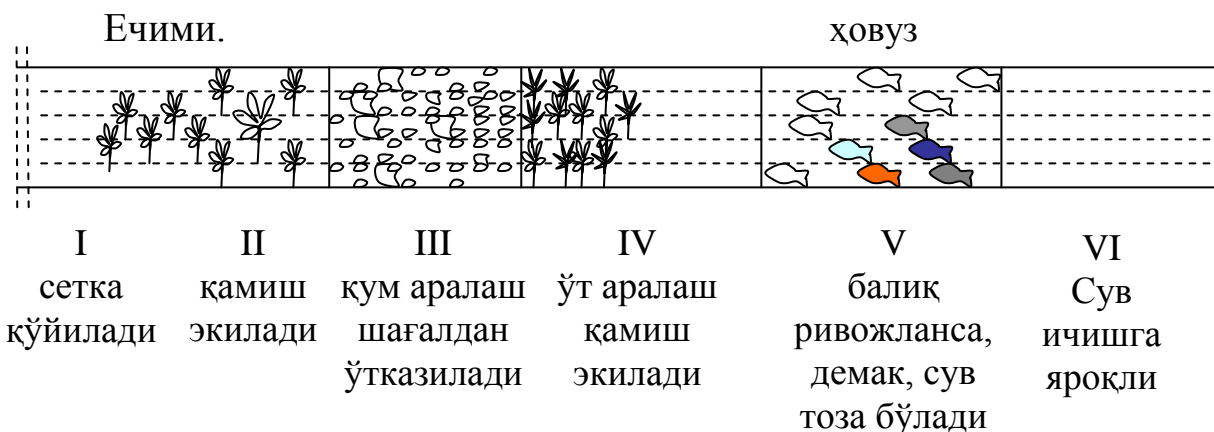 Ечими.
ҳовуз
I
сетка
қўйилади
II
қамиш
экилади
III
қум аралаш
шағалдан
ўтказилади
IV
ўт аралаш
қамиш
экилади
V
балиқ
ривожланса,
демак, сув
тоза бўлади
VI
Сув
ичишга
яроқли